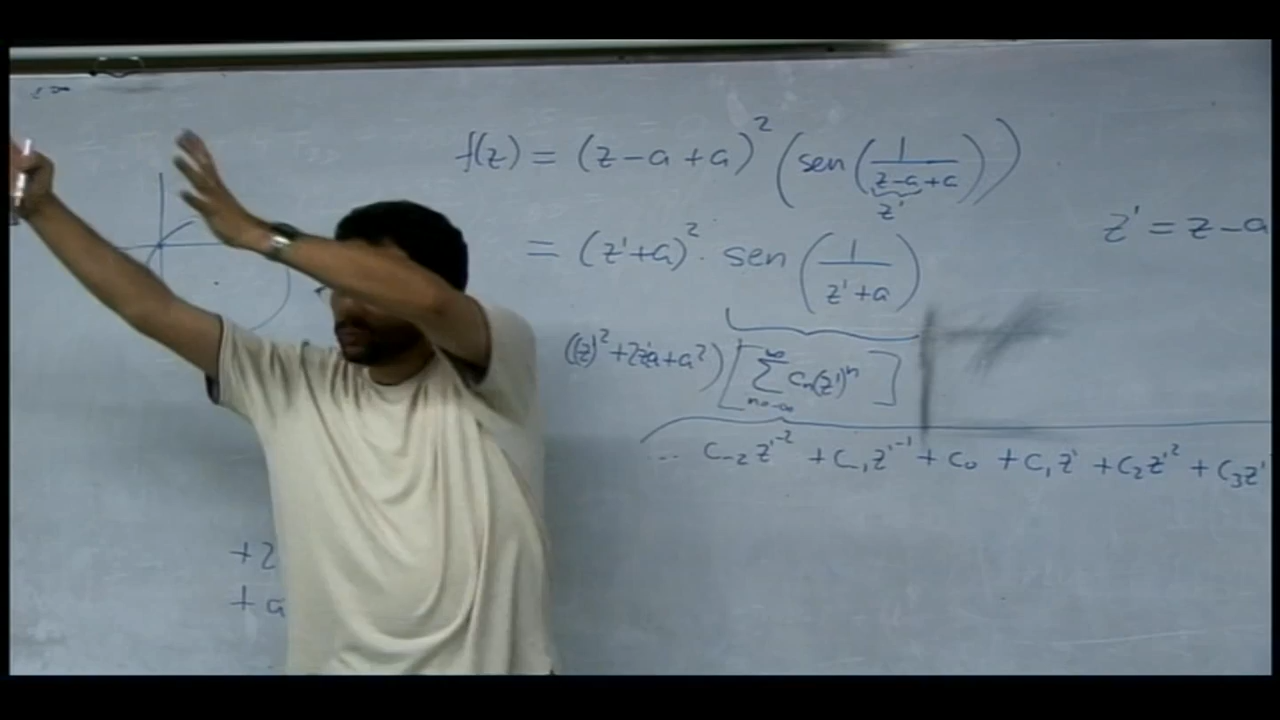 f(z) = (z-a+a)² (sen(1/(z-a+a)))
z'
z' = z-a
= (z'+a)² · sen(1/(z'+a))
((z')²+2z'a+a²) [∑ₙ₌₋∞^∞ cₙ(z')ⁿ]
... c₋₂z'⁻² + c₋₁z'⁻¹ + c₀ + c₁z' + c₂z'² + c₃z'
+2
+a